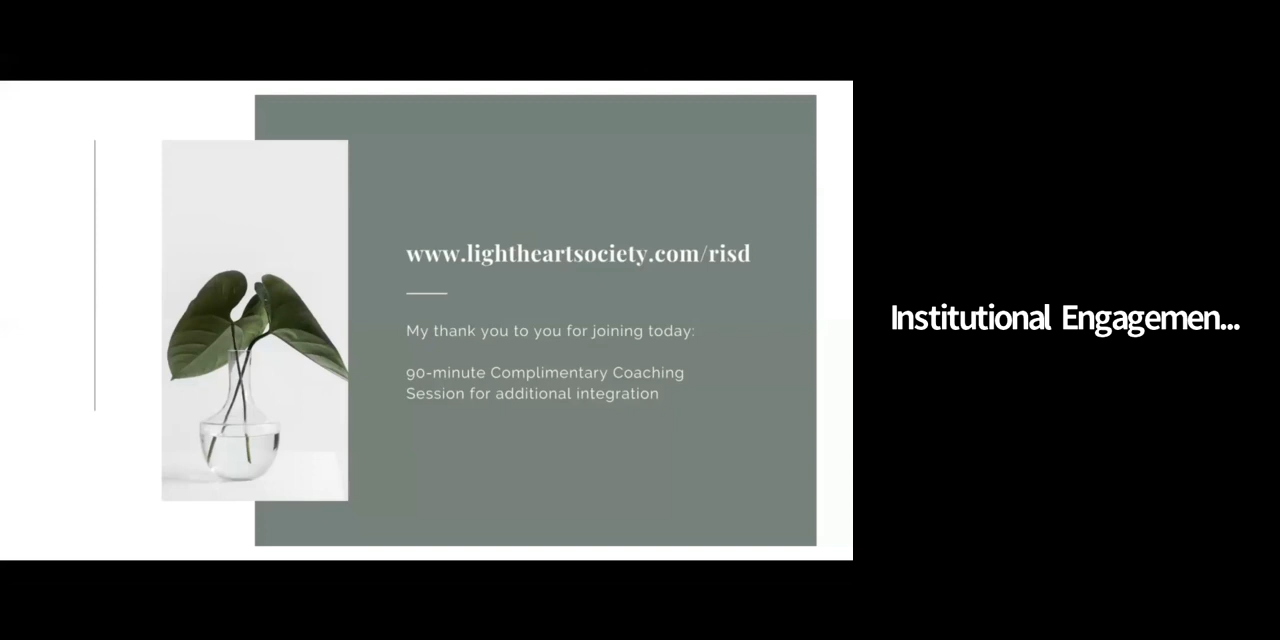 www.lightheartsociety.com/risd
My thank you to you for joining today:
90-minute Complimentary Coaching
Session for additional integration
Institutional Engagemen...